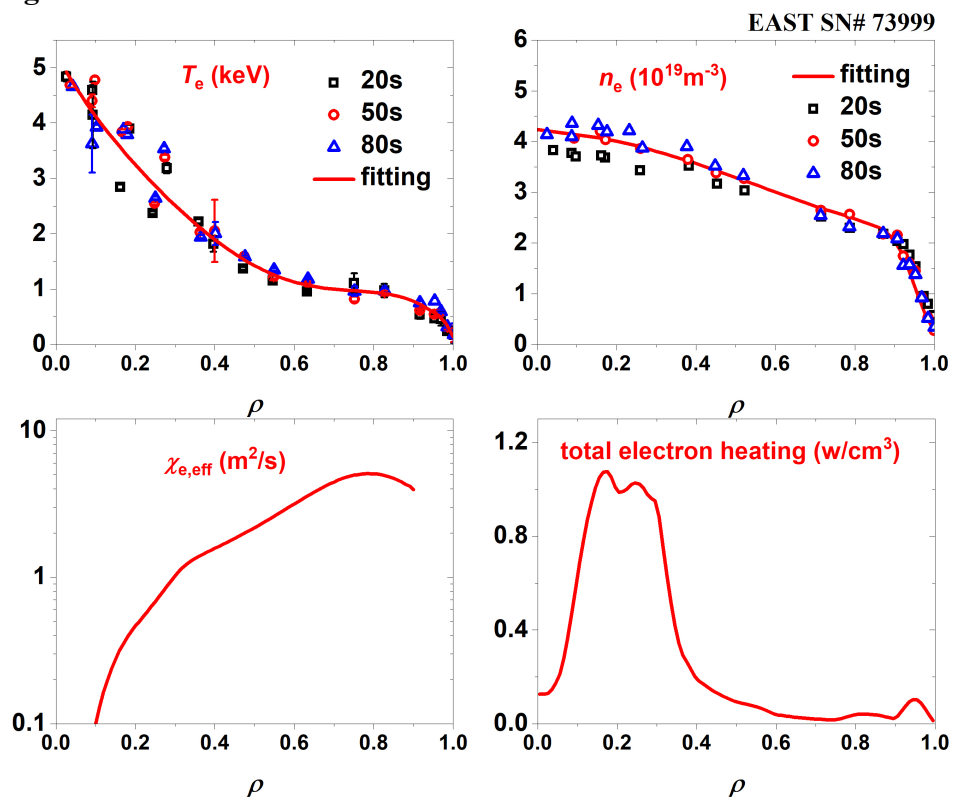 g
EAST SN# 73999
Tₑ (keV)
20s
50s
80s
fitting
5
4
3
2
1
0
0.0 0.2 0.4 0.6 0.8 1.0
ρ
nₑ (10¹⁹m⁻³)
fitting
20s
50s
80s
6
5
4
3
2
1
0
0.0 0.2 0.4 0.6 0.8 1.0
ρ
χe,eff (m²/s)
10
1
0.1
0.0 0.2 0.4 0.6 0.8 1.0
ρ
total electron heating (w/cm³)
1.2
0.8
0.4
0.0
0.0 0.2 0.4 0.6 0.8 1.0
ρ